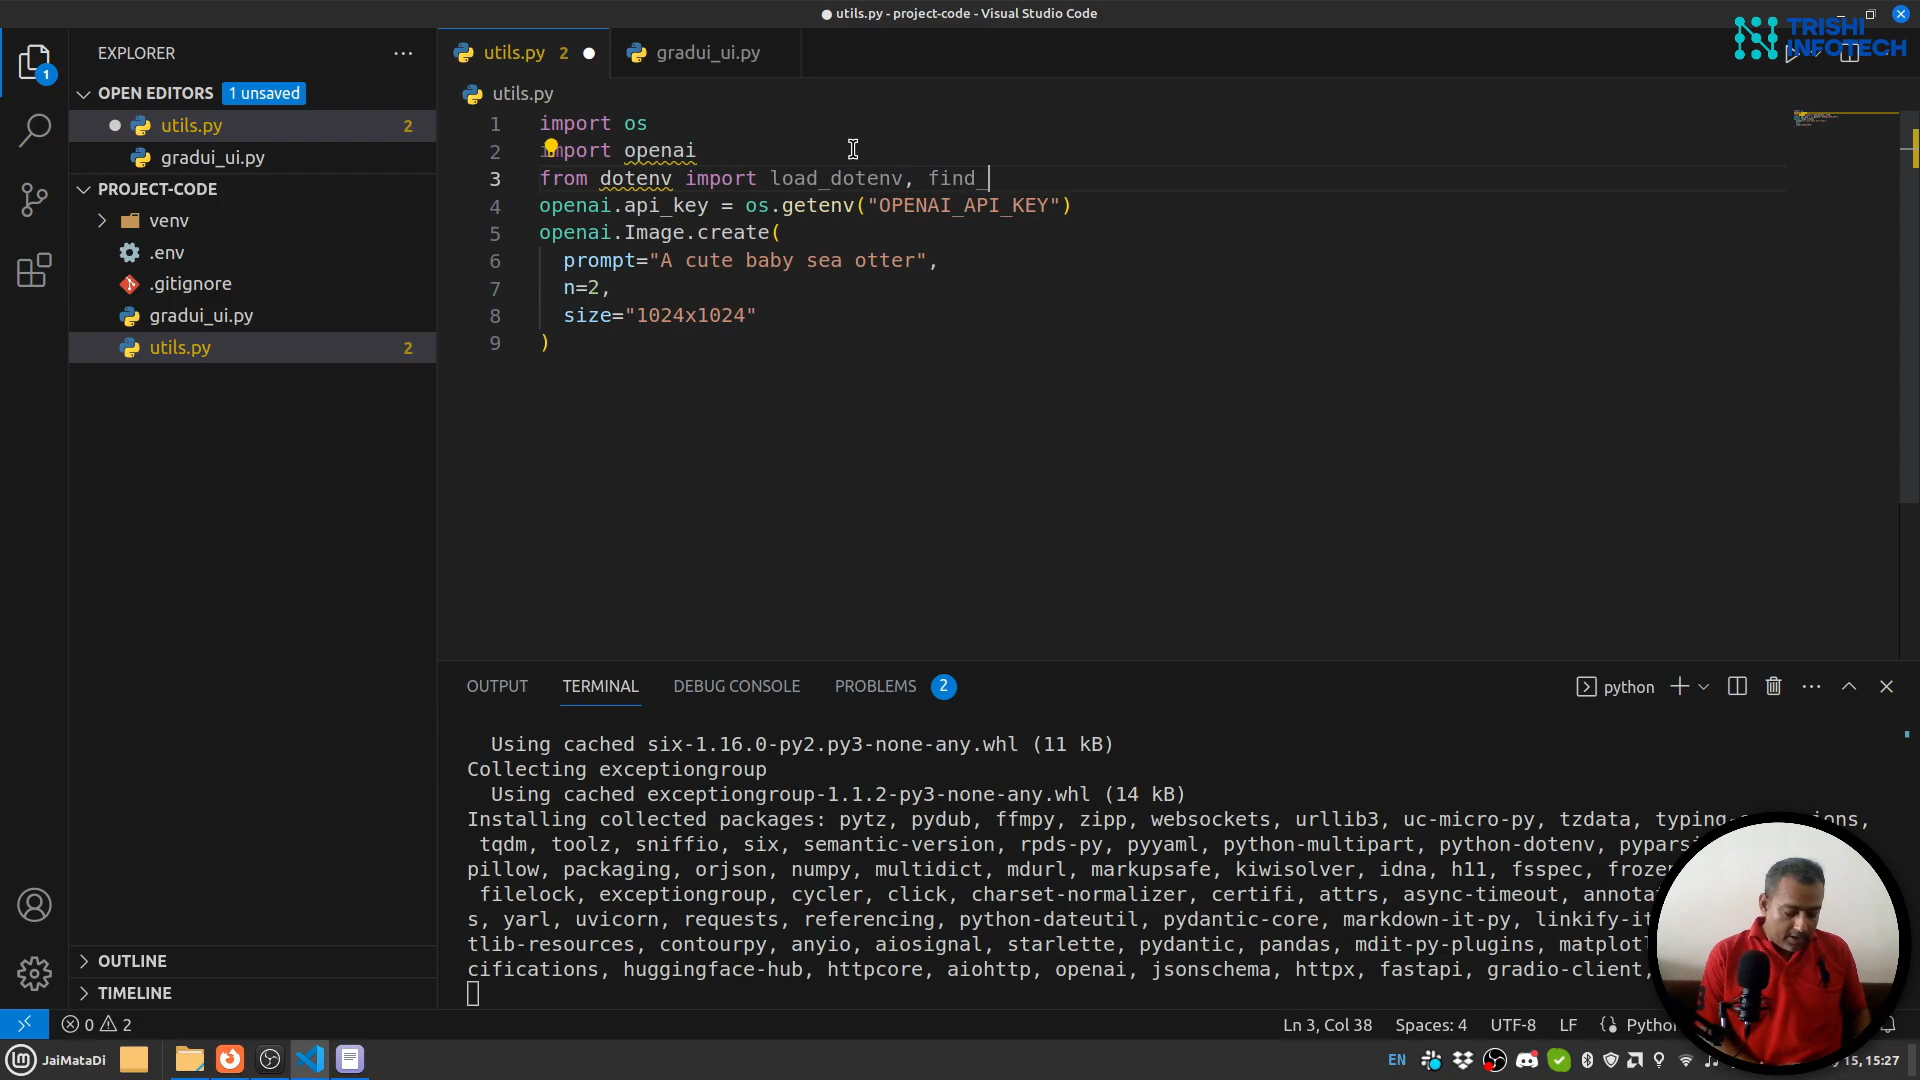 utils.py - project-code - Visual Studio Code
TRISHI INFOTECH
EXPLORER
OPEN EDITORS 1 unsaved
utils.py 2
gradui_ui.py
PROJECT-CODE
venv
.env
.gitignore
gradui_ui.py
utils.py 2
OUTLINE
TIMELINE
utils.py 2 gradui_ui.py
utils.py
1 import os
2 import openai
3 from dotenv import load_dotenv, find_
4 openai.api_key = os.getenv("OPENAI_API_KEY")
5 openai.Image.create(
6 prompt="A cute baby sea otter",
7 n=2,
8 size="1024x1024"
9 )
OUTPUT TERMINAL DEBUG CONSOLE PROBLEMS 2 python
Using cached six-1.16.0-py2.py3-none-any.whl (11 kB)
Collecting exceptiongroup
Using cached exceptiongroup-1.1.2-py3-none-any.whl (14 kB)
Installing collected packages: pytz, pydub, ffmpy, zipp, websockets, urllib3, uc-micro-py, tzdata,
tqdm, toolz, sniffio, six, semantic-version, rpds-py, pyyaml, python-multipart, python-dotenv,
pillow, packaging, orjson, numpy, multidict, mdurl, markupsafe, kiwisolver, idna, h11, fsspec,
filelock, exceptiongroup, cycler, click, charset-normalizer, certifi, attrs, async-timeout,
s, yarl, uvicorn, requests, referencing, python-dateutil, pydantic-core, markdown-it-py,
tlib-resources, contourpy, anyio, aiosignal, starlette, pydantic, pandas, mdit-py-plugins,
cifications, huggingface-hub, httpcore, aiohttp, openai, jsonschema, httpx, fastapi, gradio-client,
0 2 Ln 3, Col 38 Spaces: 4 UTF-8 LF
JaiMataDi EN 15, 15:27